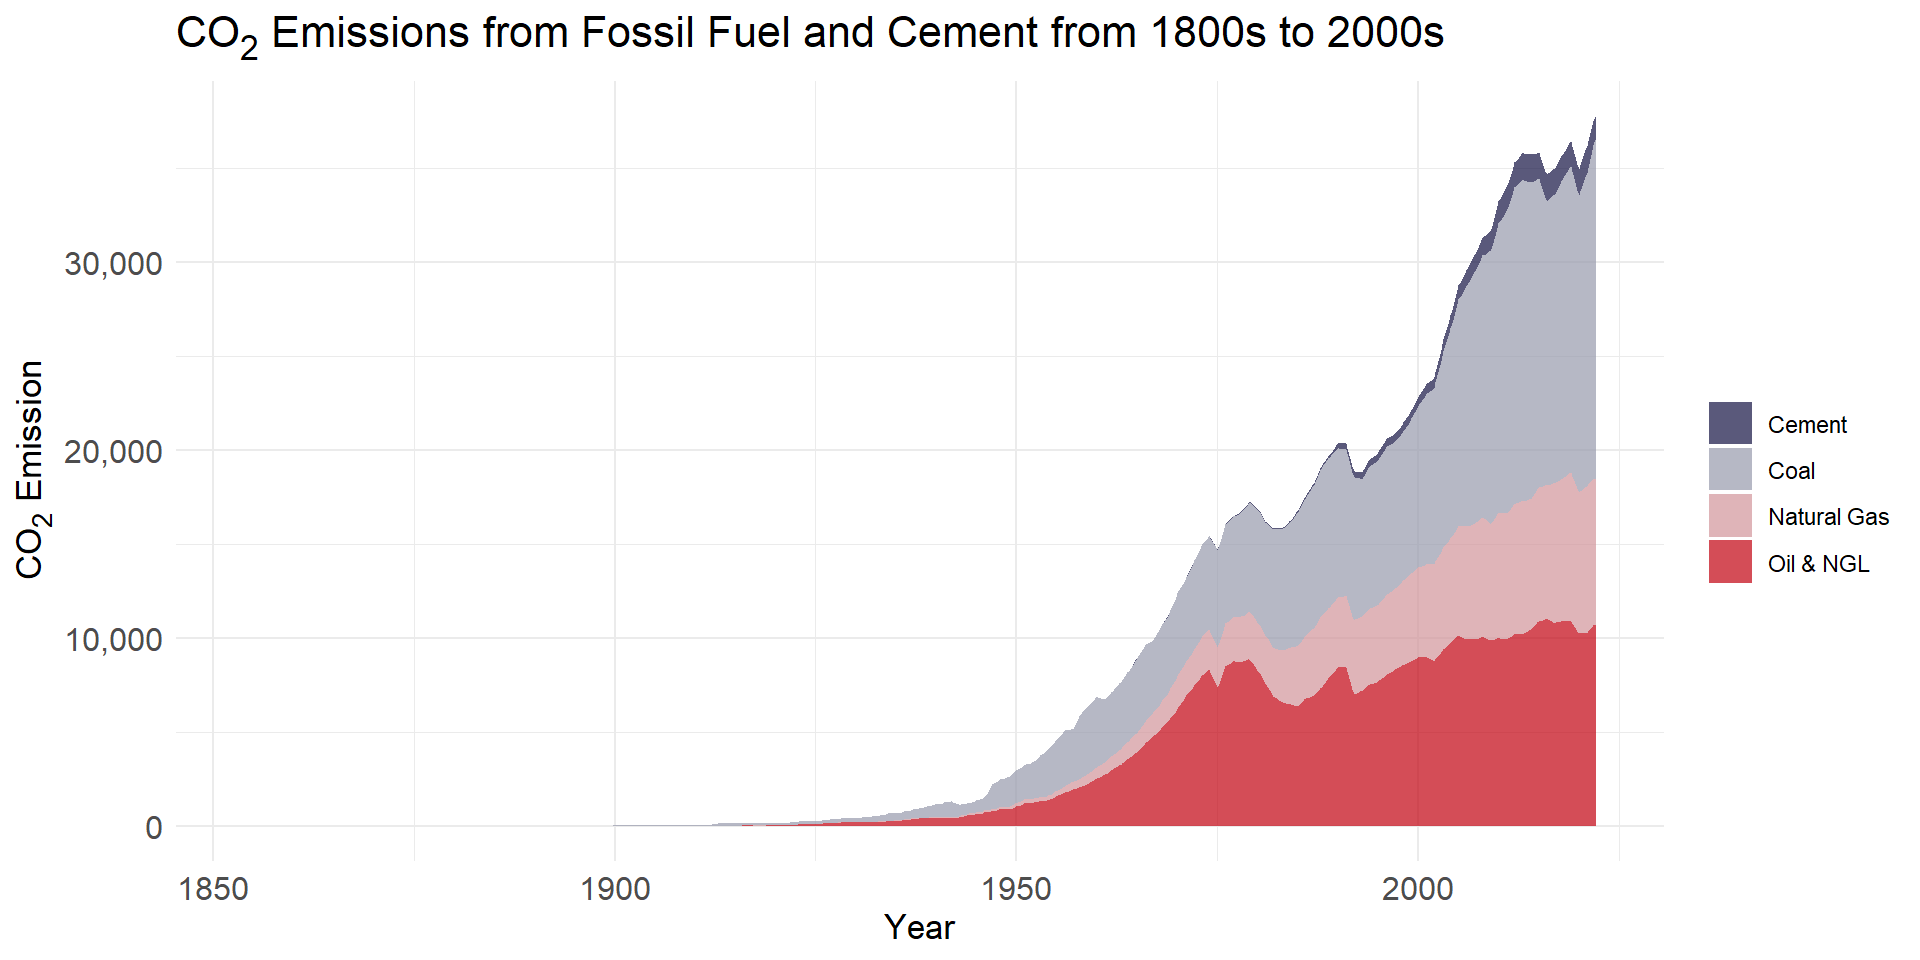 CO₂ Emissions from Fossil Fuel and Cement from 1800s to 2000s
CO₂ Emission
30,000
20,000
10,000
0
1850 1900 1950 2000
Year
Cement
Coal
Natural Gas
Oil & NGL